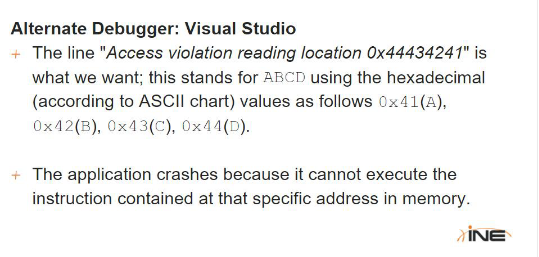 Alternate Debugger: Visual Studio
+ The line "Access violation reading location 0x44434241" is
what we want; this stands for ABCD using the hexadecimal
(according to ASCII chart) values as follows 0x41(A),
0x42(B), 0x43(C), 0x44(D).
+ The application crashes because it cannot execute the
instruction contained at that specific address in memory.
INE